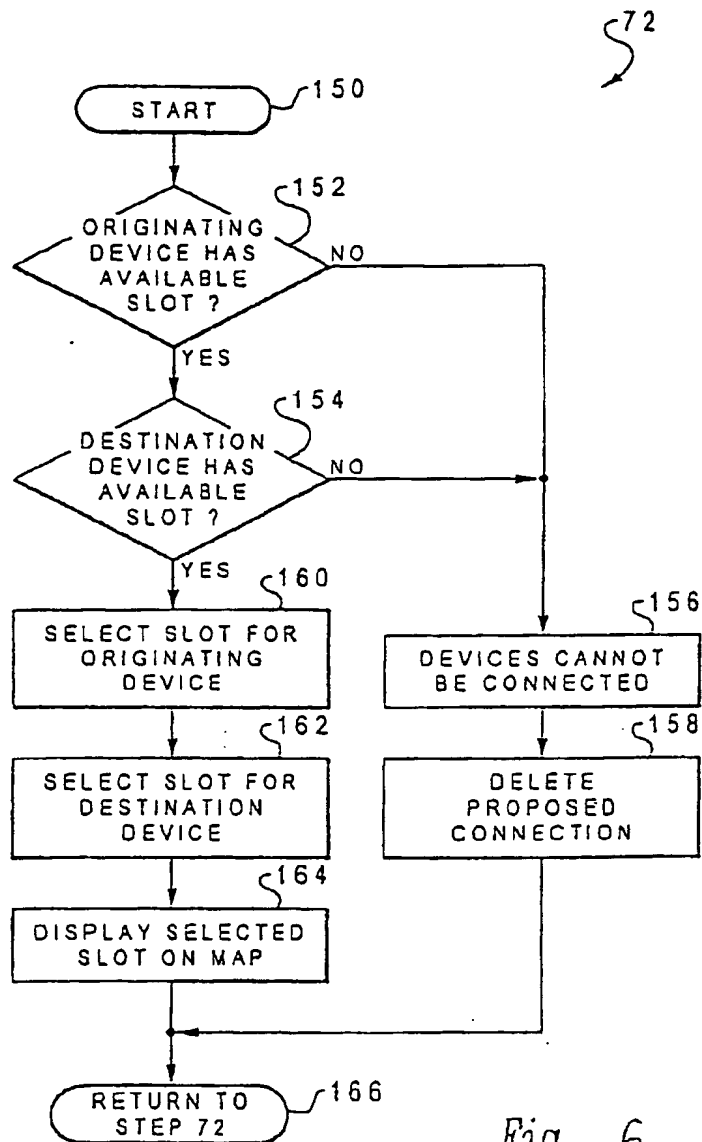 72
START
150
152
ORIGINATING
DEVICE HAS
AVAILABLE
SLOT ?
NO
YES
154
DESTINATION
DEVICE HAS
AVAILABLE
SLOT ?
NO
YES
160
SELECT SLOT FOR
ORIGINATING
DEVICE
156
DEVICES CANNOT
BE CONNECTED
162
SELECT SLOT FOR
DESTINATION
DEVICE
158
DELETE
PROPOSED
CONNECTION
164
DISPLAY SELECTED
SLOT ON MAP
RETURN TO
STEP 72
166
Fig. 6